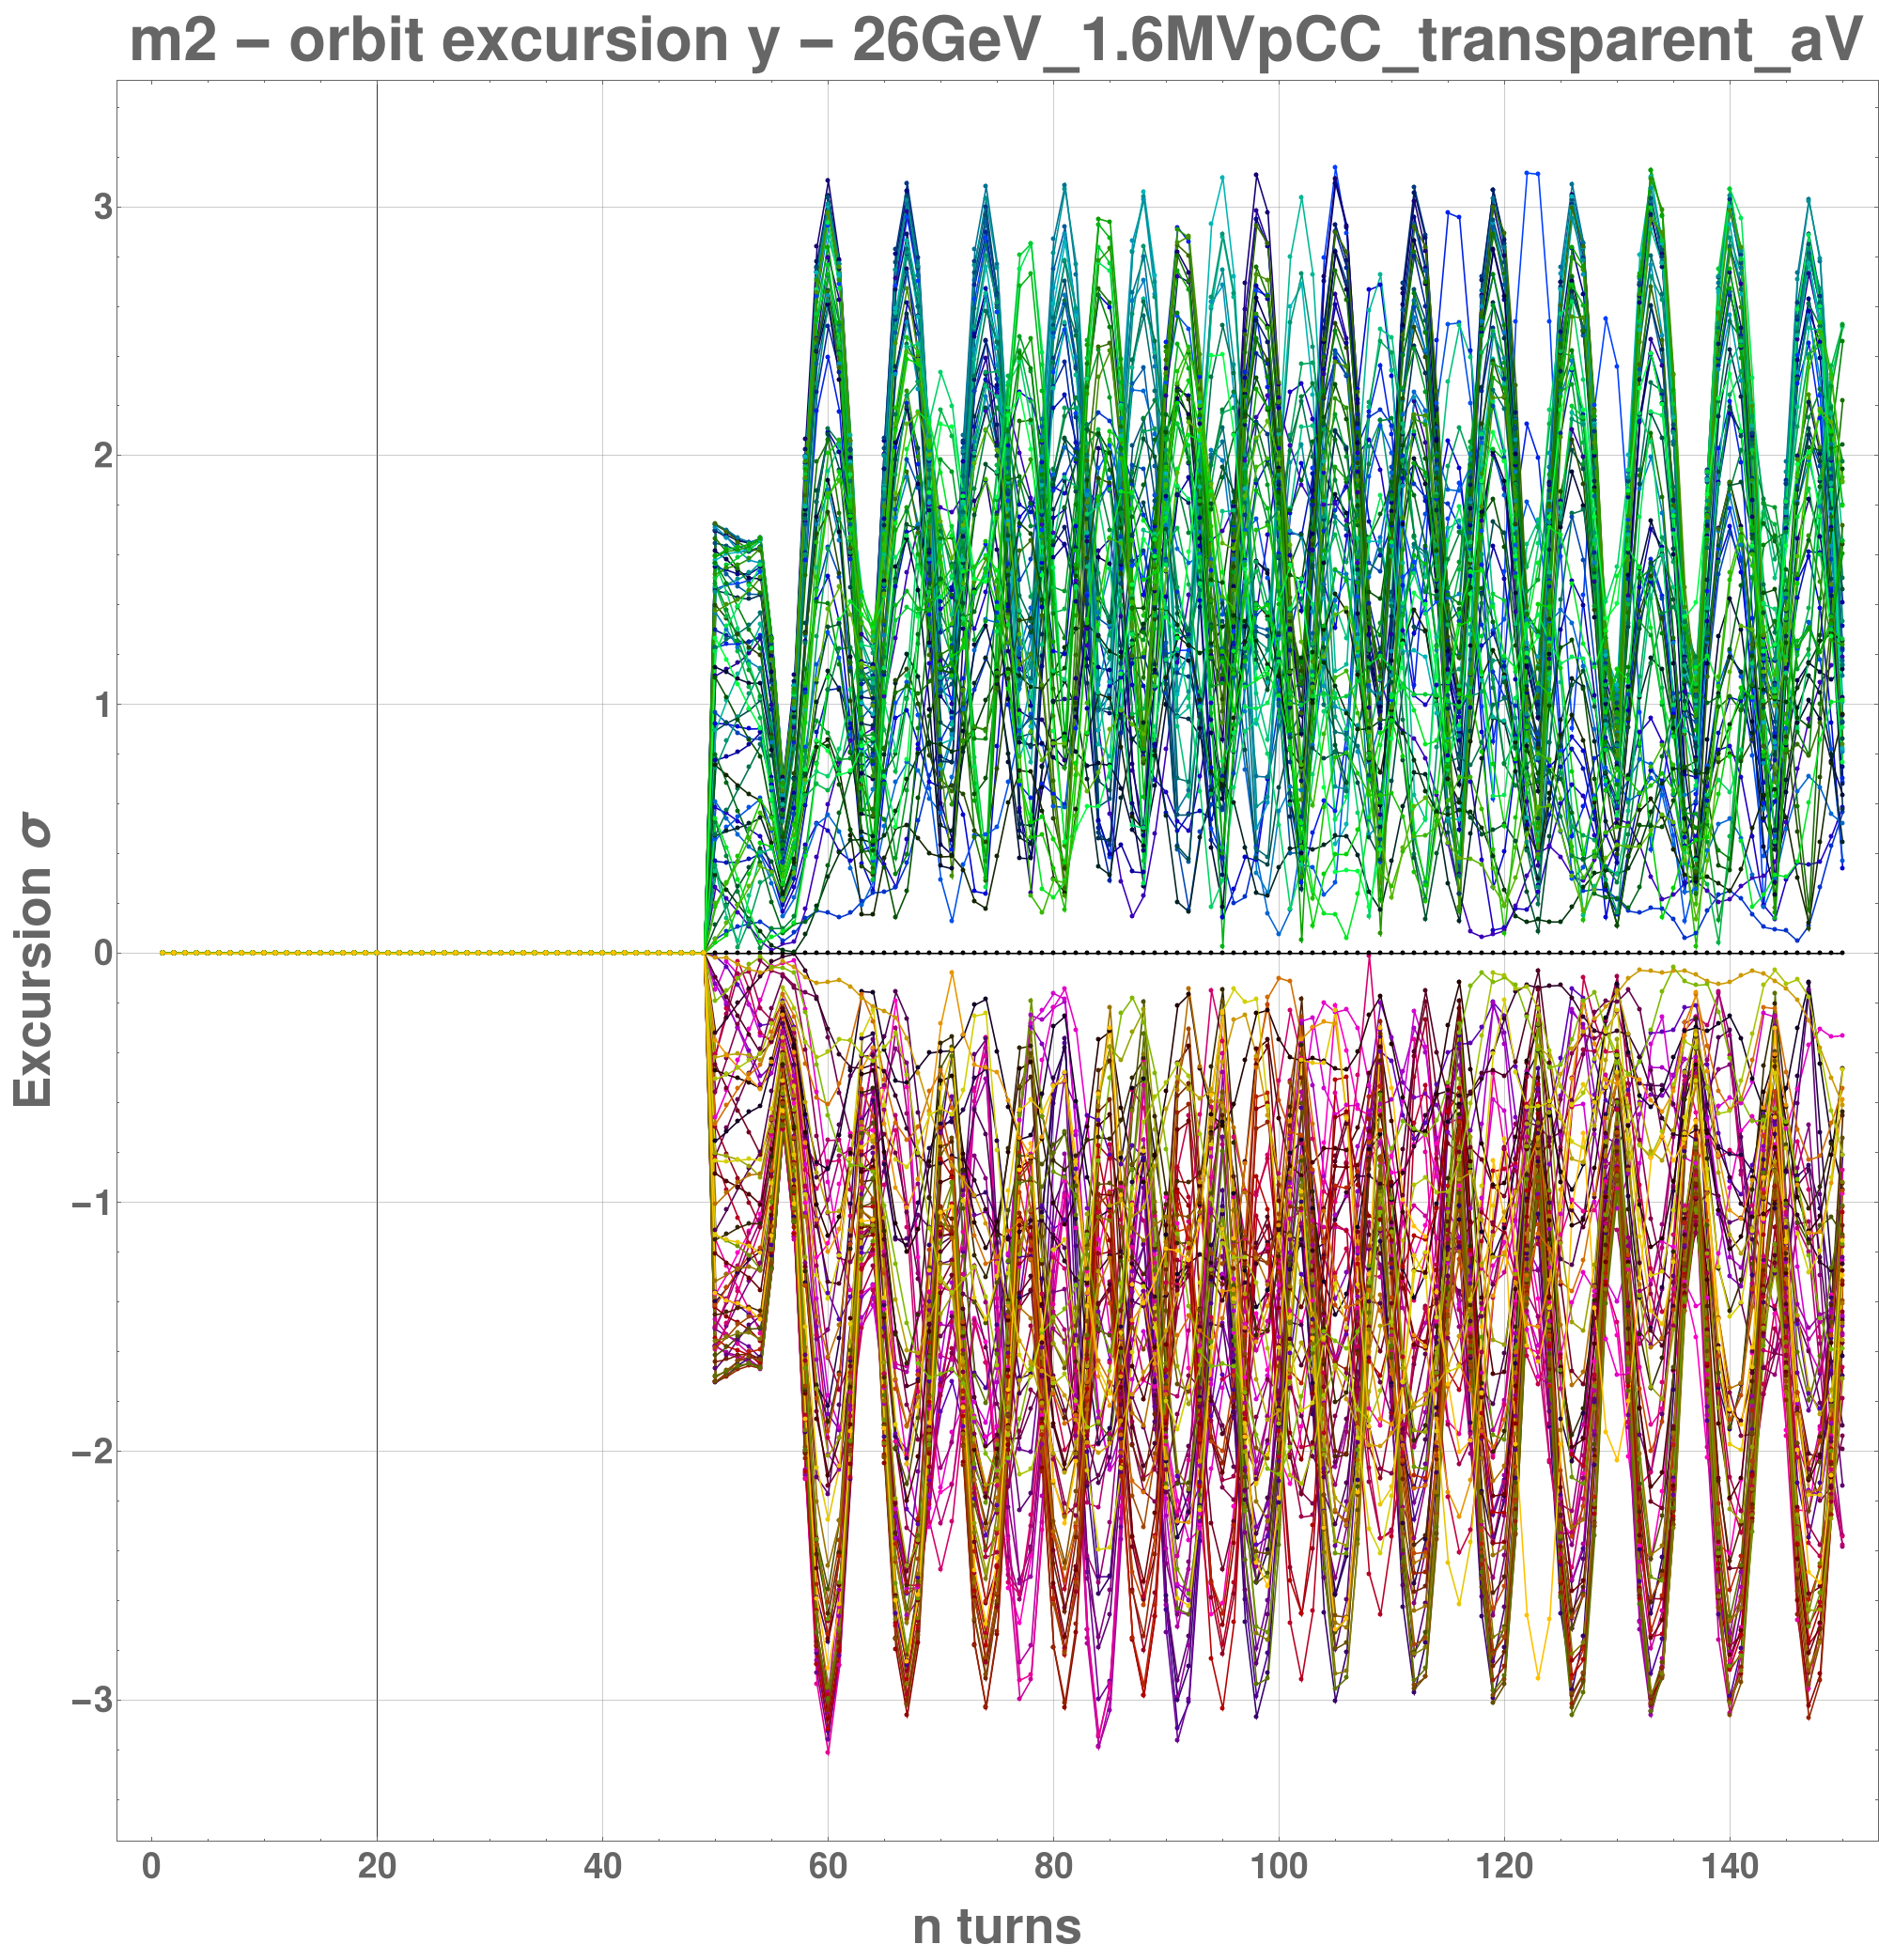 m2 – orbit excursion y – 26GeV_1.6MVpCC_transparent_aV
3
2
1
0
−1
−2
−3
Excursion σ
0 20 40 60 80 100 120 140
n turns